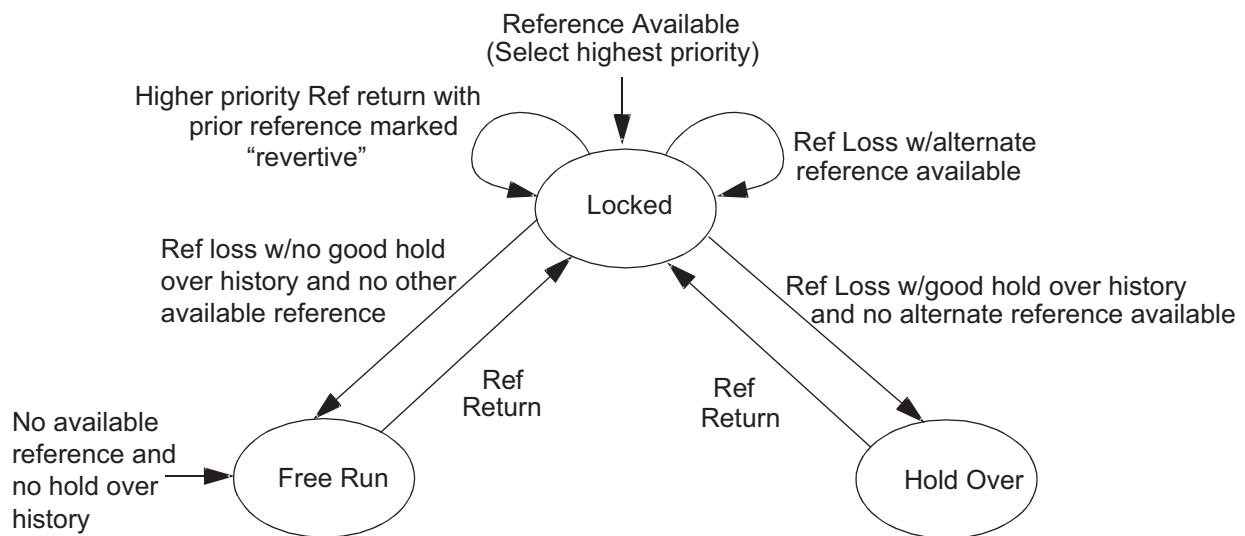 Reference Available
(Select highest priority)
Higher priority Ref return with
prior reference marked
“revertive”
Ref Loss w/alternate
reference available
Locked
Ref loss w/no good hold
over history and no other
available reference
Ref Loss w/good hold over history
and no alternate reference available
Ref
Return
Ref
Return
No available
reference and
no hold over
history
Free Run
Hold Over